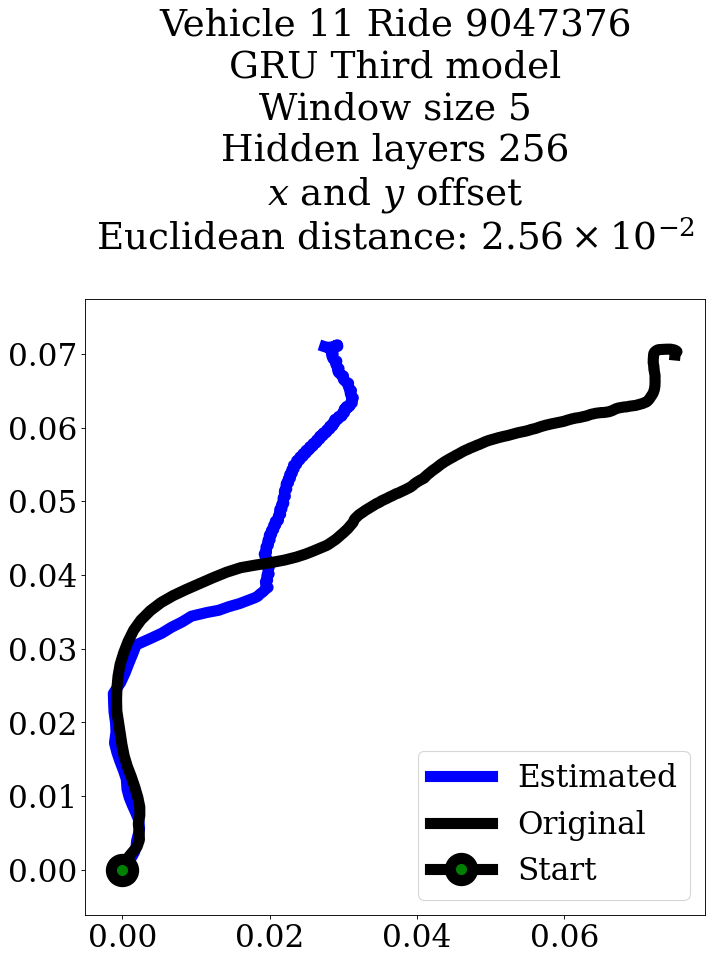 Vehicle 11 Ride 9047376
GRU Third model
Window size 5
Hidden layers 256
x and y offset
Euclidean distance: 2.56 × 10⁻²
0.07
0.06
0.05
0.04
0.03
0.02
0.01
0.00
Estimated
Original
Start
0.00 0.02 0.04 0.06